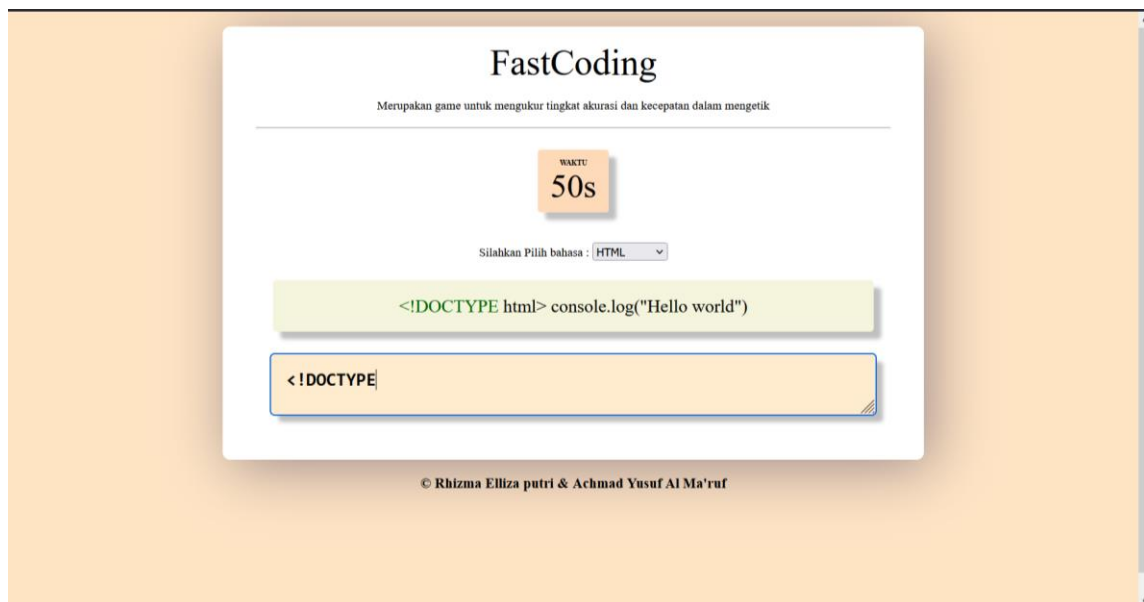 FastCoding
Merupakan game untuk mengukur tingkat akurasi dan kecepatan dalam mengetik
WAKTU
50s
Silahkan Pilih bahasa : HTML
<!DOCTYPE html> console.log("Hello world")
<!DOCTYPE
© Rhizma Elliza putri & Achmad Yusuf Al Ma'ruf